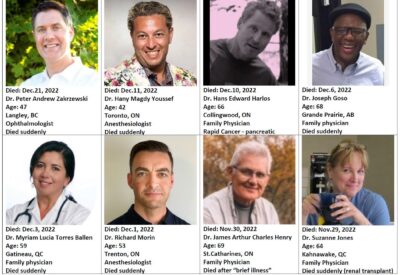 Died: Dec.21, 2022
Dr. Peter Andrew Zakrzewski
Age: 47
Langley, BC
Ophthalmologist
Died suddenly
Died: Dec.11, 2022
Dr. Hany Magdy Youssef
Age: 42
Toronto, ON
Anesthesiologist
Died suddenly
Died: Dec.10, 2022
Dr. Hans Edward Harlos
Age: 66
Collingwood, ON
Family Physician
Rapid Cancer - pancreatic
Died: Dec.6, 2022
Dr. Joseph Goso
Age: 68
Grande Prairie, AB
Family physician
Died suddenly
Died: Dec.3, 2022
Dr. Myriam Lucia Torres Ballen
Age: 59
Gatineau, QC
Family physician
Died suddenly
Died: Dec.1, 2022
Dr. Richard Morin
Age: 53
Trenton, ON
Anesthesiologist
Died suddenly
Died: Nov.30, 2022
Dr. James Arthur Charles Henry
Age: 69
St.Catharines, ON
Family Physician
Died after “brief illness”
Died: Nov.29, 2022
Dr. Suzanne Jones
Age: 64
Kahnawake, QC
Family Physician
Died suddenly (renal transplant)